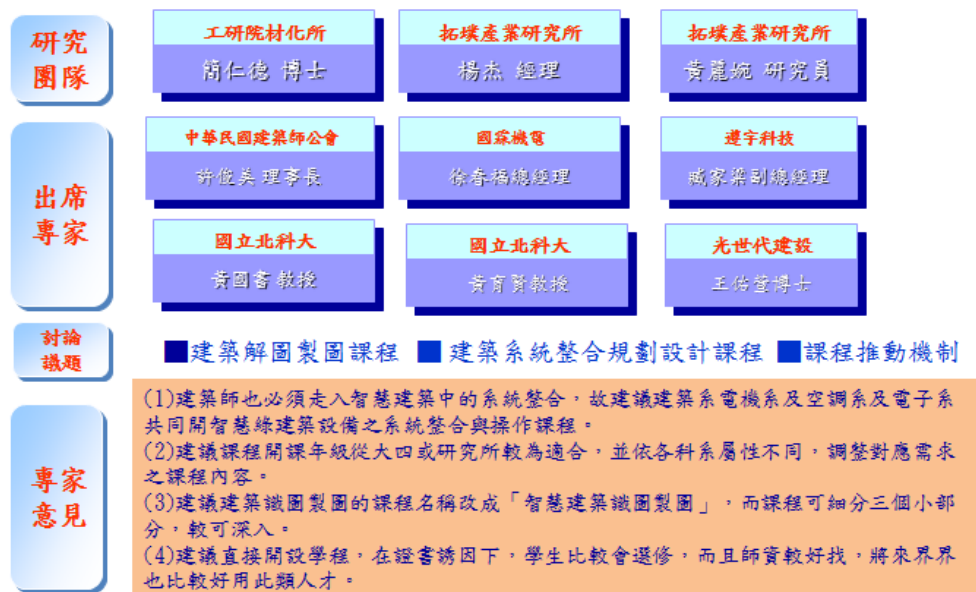 研究
團隊
工研院材化所
簡仁德 博士
拓墣產業研究所
楊杰 經理
拓墣產業研究所
黃麗婉 研究員
出席
專家
中華民國建築師公會
許俊美 理事長
國霖機電
徐春福總經理
遵宇科技
臧家梁副總經理
國立北科大
黃國書 教授
國立北科大
黃育賢教授
光世代建設
王佑萱博士
討論
議題
■建築解圖製圖課程 ■ 建築系統整合規劃設計課程 ■課程推動機制
專家
意見
(1)建築師也必須走入智慧建築中的系統整合，故建議建築系電機系及空調系及電子系
共同開智慧綠建築設備之系統整合與操作課程。
(2)建議課程開課年級從大四或研究所較為適合，並依各科系屬性不同，調整對應需求
之課程內容。
(3)建議建築識圖製圖的課程名稱改成「智慧建築識圖製圖」，而課程可細分三個小部
分，較可深入。
(4)建議直接開設學程，在證書誘因下，學生比較會選修，而且師資較好找，將來界界
也比較好用此類人才。